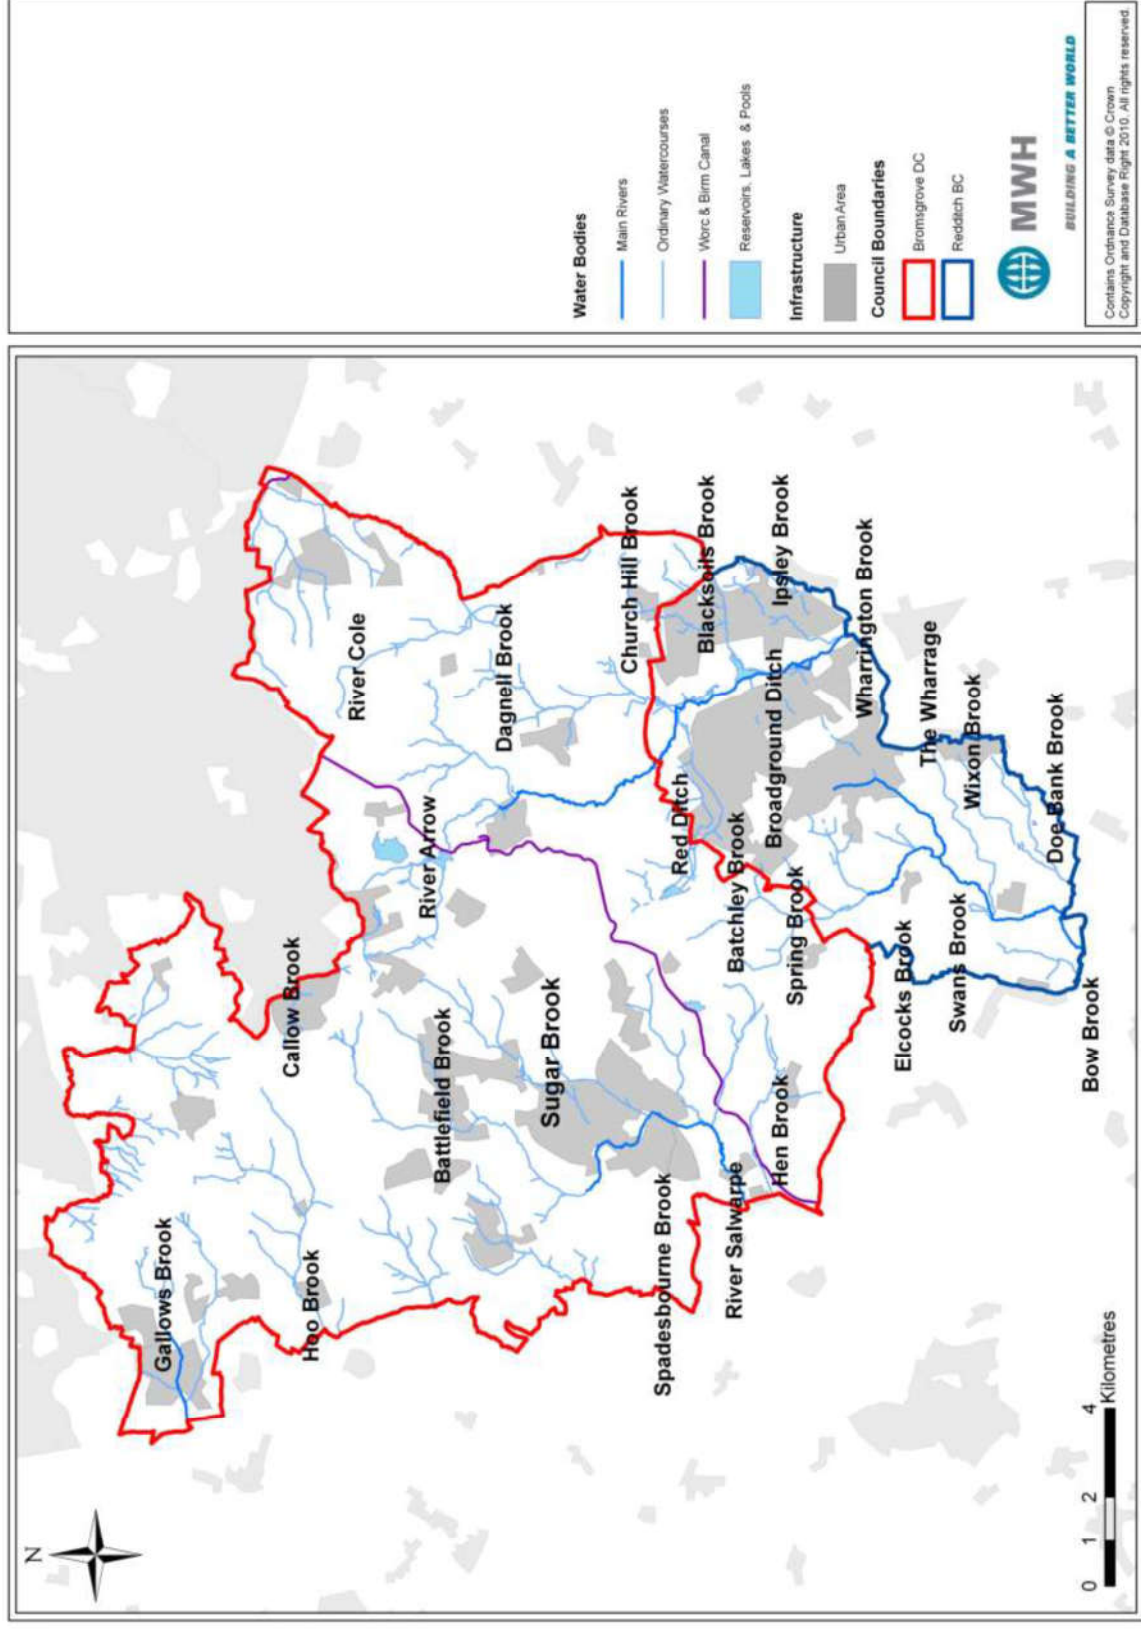 N
Gallows Brook
Hoo Brook
Callow Brook
River Cole
River Arrow
Battlefield Brook
Dagnell Brook
Sugar Brook
Church Hill Brook
Spadesbourne Brook
Red Ditch
Blacksoils Brook
River Salwarpe
Batchley Brook
Hen Brook
Broadground Ditch
Ipsley Brook
Spring Brook
Wharrington Brook
Elcocks Brook
The Wharrage
Swans Brook
Wixon Brook
Doe Bank Brook
Bow Brook
0 1 2 4
Kilometres
Water Bodies
Main Rivers
Ordinary Watercourses
Worc & Birm Canal
Reservoirs, Lakes & Pools
Infrastructure
Urban Area
Council Boundaries
Bromsgrove DC
Redditch BC
MWH
BUILDING A BETTER WORLD
Contains Ordnance Survey data © Crown
Copyright and Database Right 2010. All rights reserved.